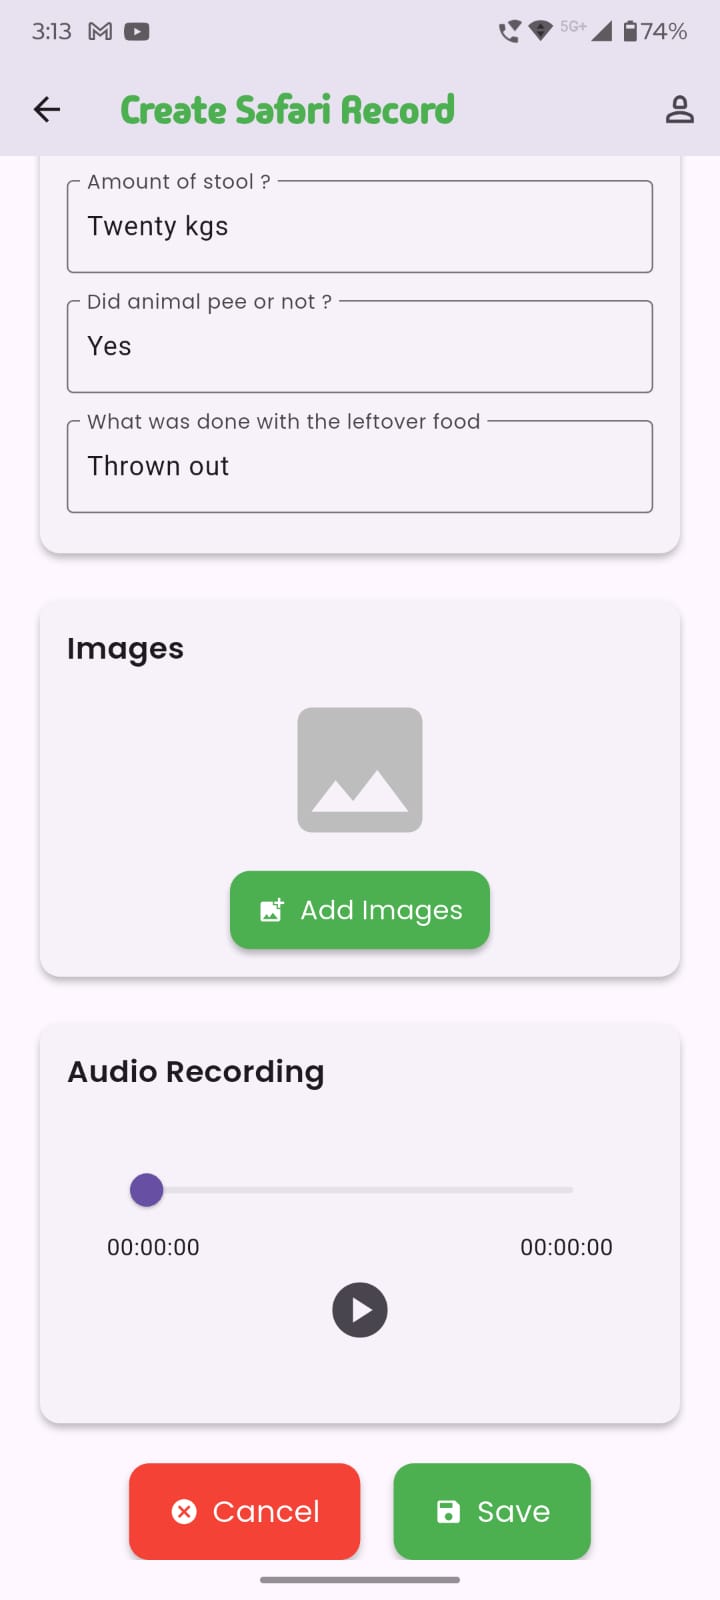 3:13 5G+ 74%
Create Safari Record
Amount of stool ?
Twenty kgs
Did animal pee or not ?
Yes
What was done with the leftover food
Thrown out
Images
Add Images
Audio Recording
00:00:00 00:00:00
Cancel Save